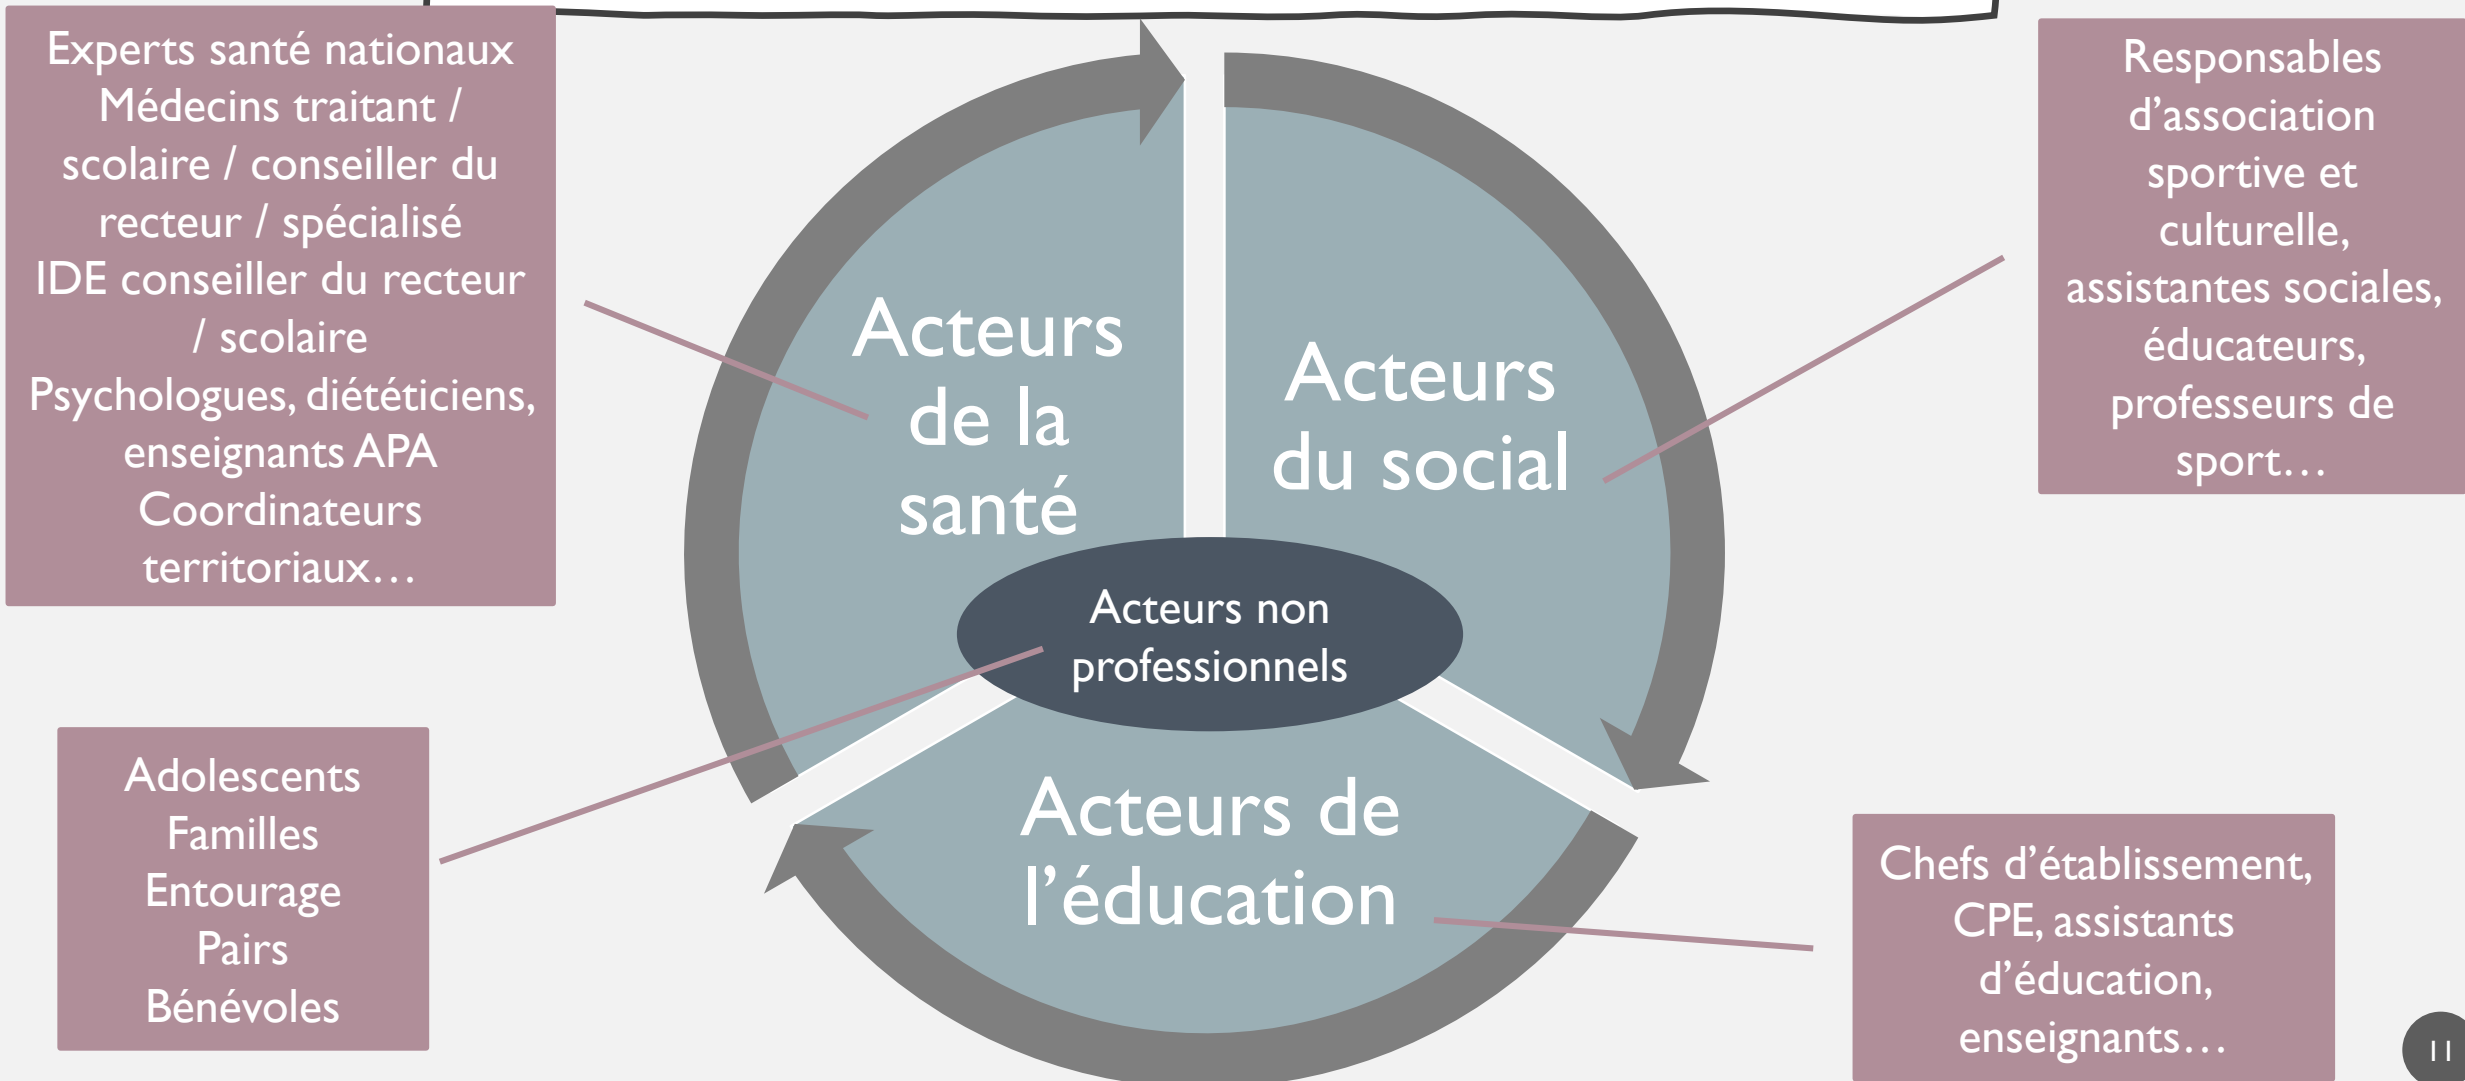 Experts santé nationaux
Médecins traitant /
scolaire / conseiller du
recteur / spécialisé
IDE conseiller du recteur
/ scolaire
Psychologues, diététiciens,
enseignants APA
Coordinateurs
territoriaux…
Responsables
d’association
sportive et
culturelle,
assistantes sociales,
éducateurs,
professeurs de
sport…
Acteurs
de la
santé
Acteurs
du social
Acteurs non
professionnels
Acteurs de
l’éducation
Adolescents
Familles
Entourage
Pairs
Bénévoles
Chefs d’établissement,
CPE, assistants
d’éducation,
enseignants…
11